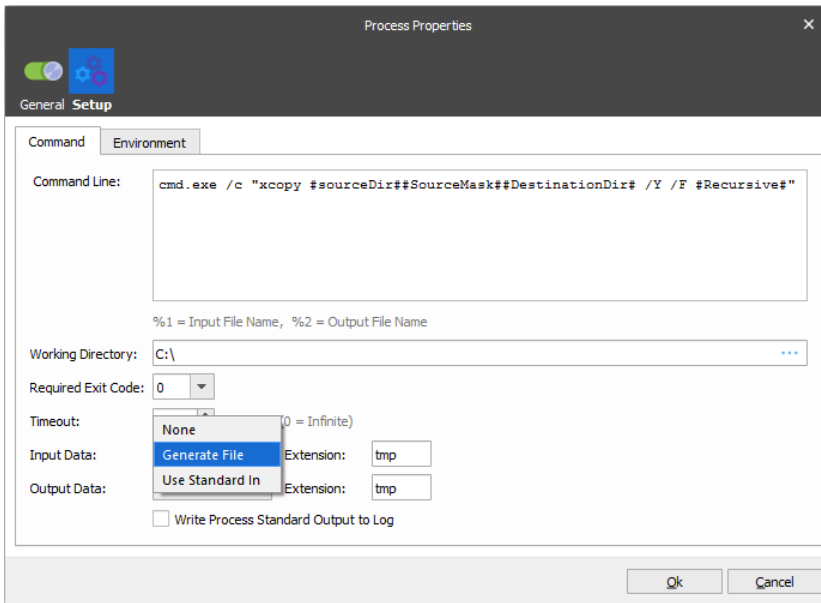 Process Properties
General Setup
Command Environment
Command Line: cmd.exe /c "xcopy #sourceDir##SourceMask##DestinationDir# /Y /F #Recursive#"
%1 = Input File Name, %2 = Output File Name
Working Directory: C:\ ...
Required Exit Code: 0
Timeout: (0 = Infinite)
None
Input Data: Generate File Extension: tmp
Use Standard In
Output Data: Extension: tmp
Write Process Standard Output to Log
Ok Cancel